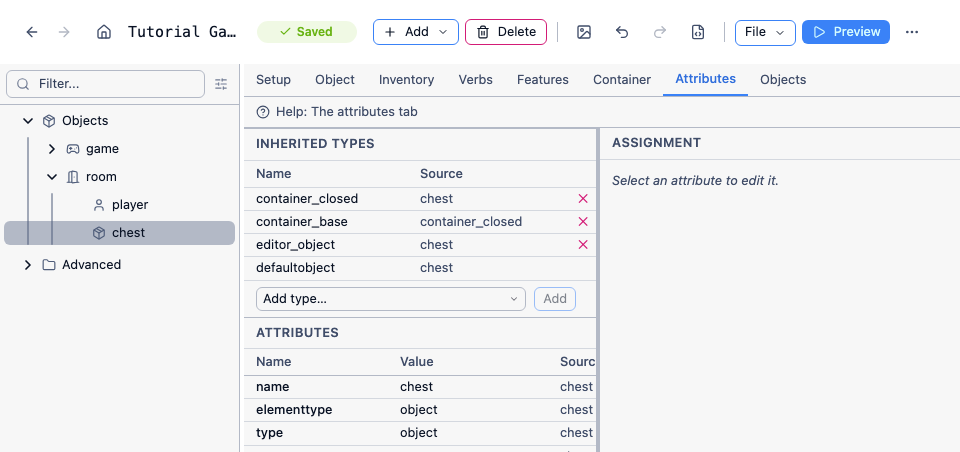 Tutorial Ga... Saved Add Delete File Preview
Filter...
Setup Object Inventory Verbs Features Container Attributes Objects
Help: The attributes tab
Objects
game
room
player
chest
Advanced
INHERITED TYPES
Name Source
container_closed chest
container_base container_closed
editor_object chest
defaultobject chest
Add type... Add
ATTRIBUTES
Name Value Sourc
name chest chest
elementtype object chest
type object chest
ASSIGNMENT
Select an attribute to edit it.